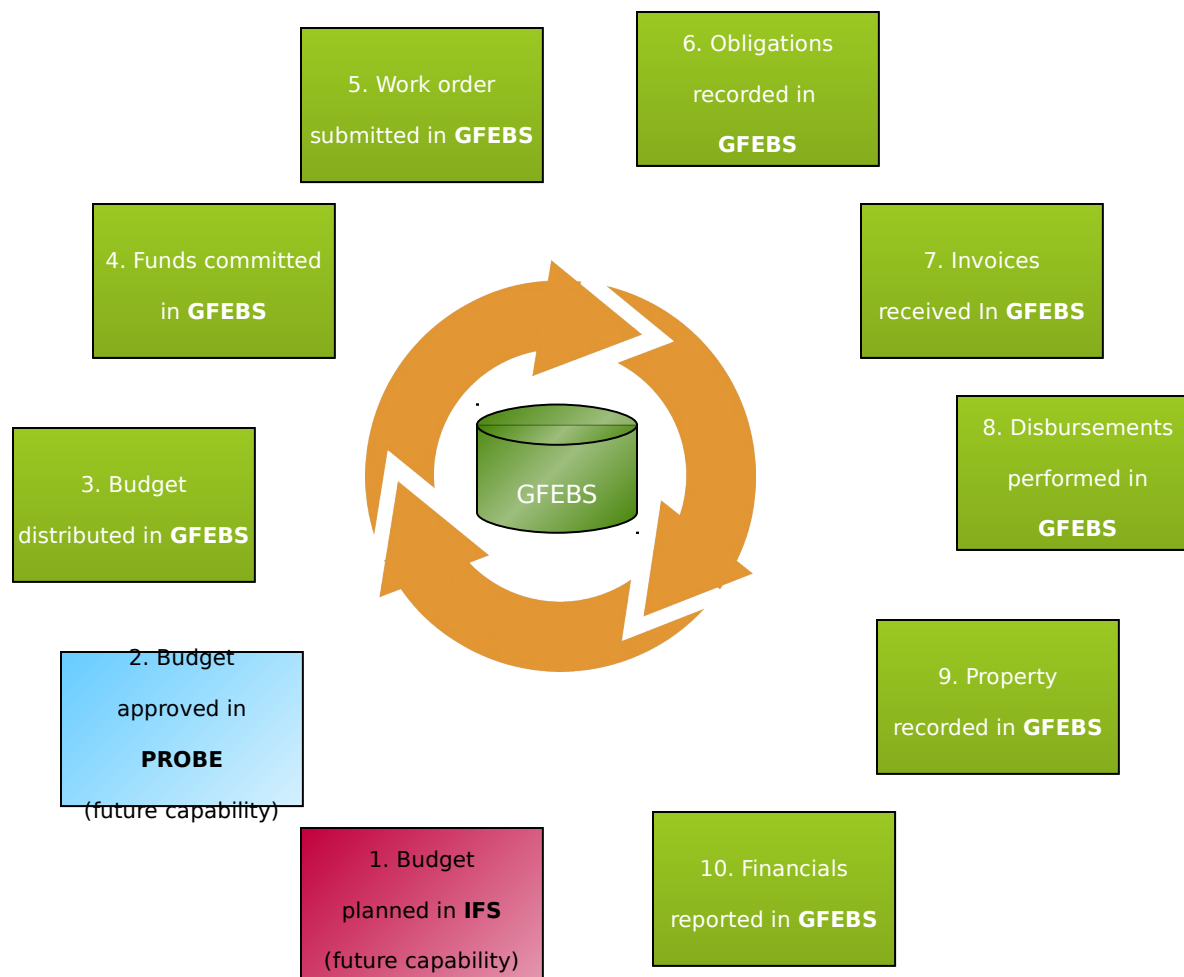 1. Budget
planned in IFS
(future capability)
2. Budget
approved in
PROBE
(future capability)
3. Budget
distributed in GFEBS
4. Funds committed
in GFEBS
5. Work order
submitted in GFEBS
6. Obligations
recorded in
GFEBS
7. Invoices
received In GFEBS
8. Disbursements
performed in
GFEBS
9. Property
recorded in GFEBS
10. Financials
reported in GFEBS
GFEBS